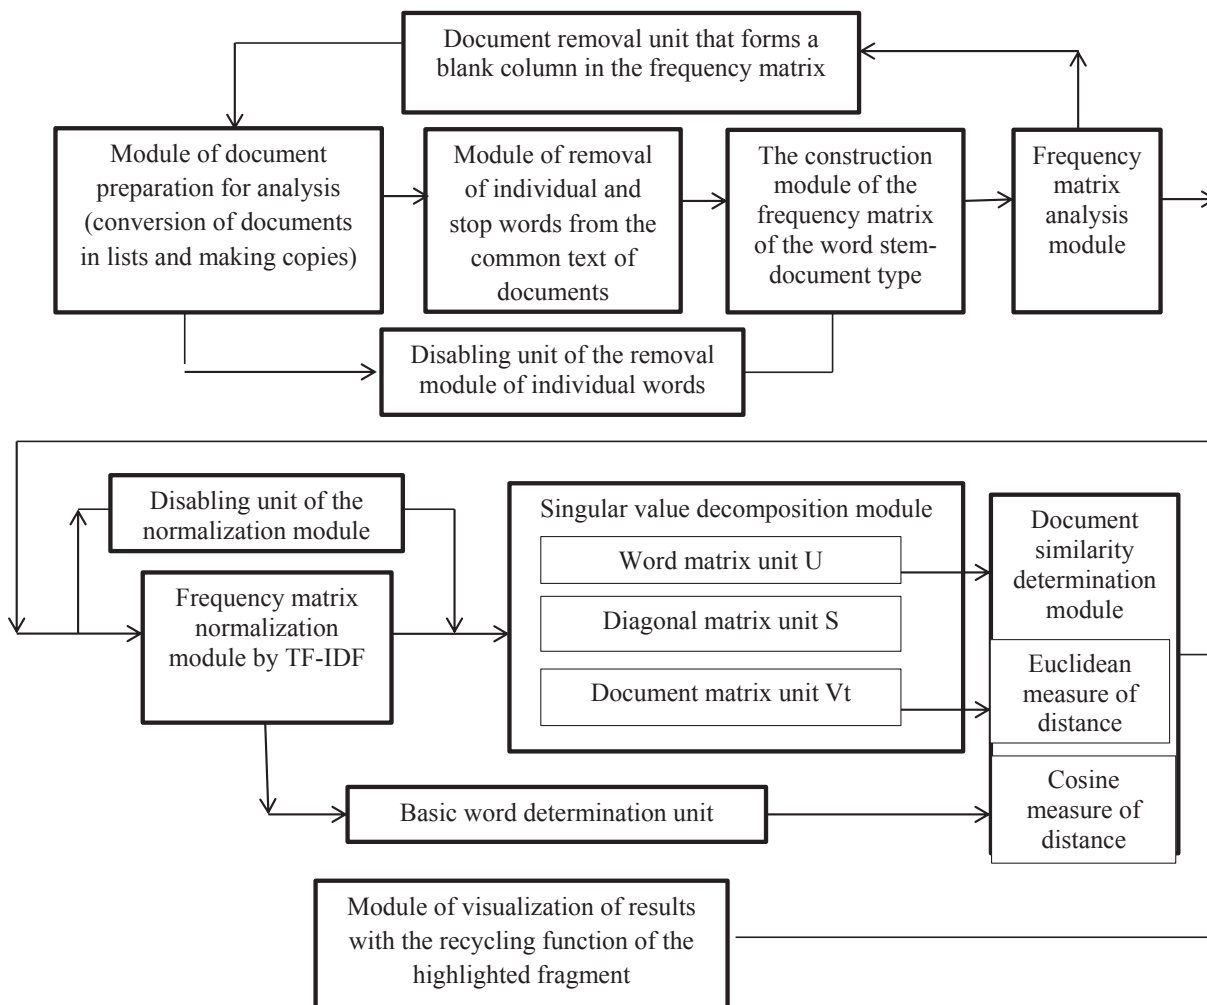 Document removal unit that forms a
blank column in the frequency matrix
Module of document
preparation for analysis
(conversion of documents
in lists and making copies)
Module of removal
of individual and
stop words from the
common text of
documents
The construction
module of the
frequency matrix
of the word stem-
document type
Frequency
matrix
analysis
module
Disabling unit of the removal
module of individual words
Disabling unit of the
normalization module
Frequency matrix
normalization
module by TF-IDF
Singular value decomposition module
Word matrix unit U
Diagonal matrix unit S
Document matrix unit Vt
Document
similarity
determination
module
Euclidean
measure of
distance
Cosine
measure of
distance
Basic word determination unit
Module of visualization of results
with the recycling function of the
highlighted fragment